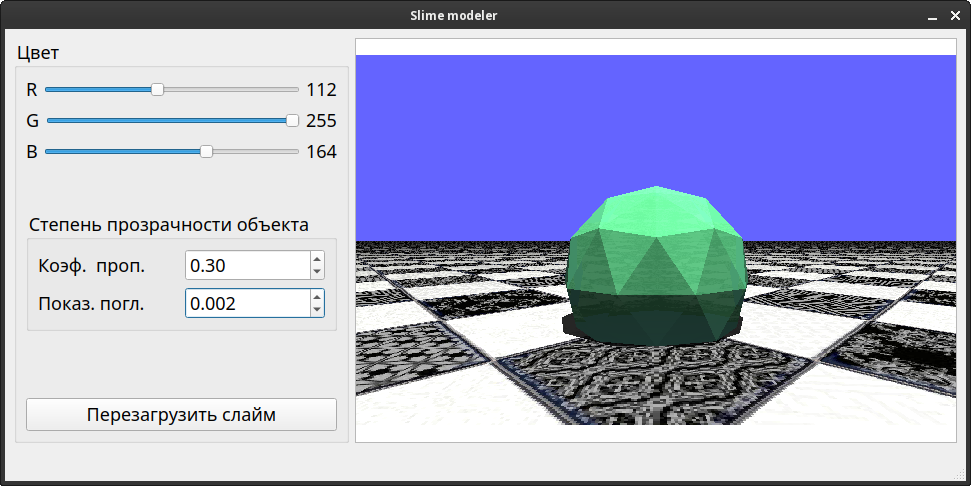 Slime modeler
Цвет
R 112
G 255
B 164
Степень прозрачности объекта
Коэф. проп. 0.30
Показ. погл. 0.002
Перезагрузить слайм